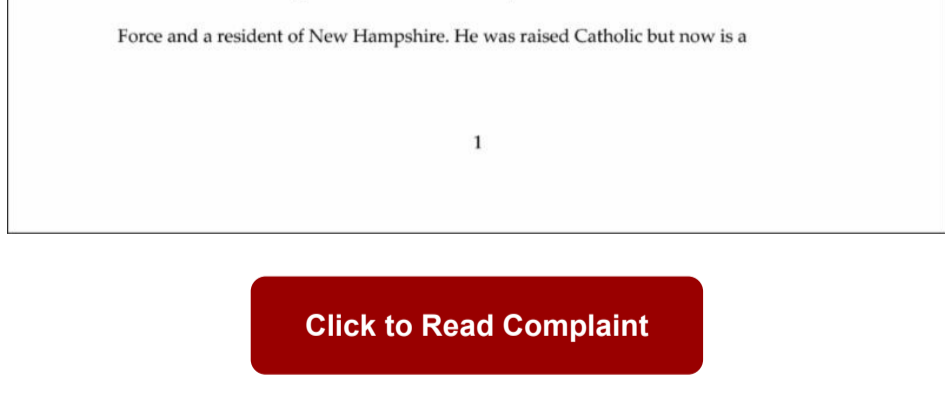 Force and a resident of New Hampshire. He was raised Catholic but now is a
1
Click to Read Complaint